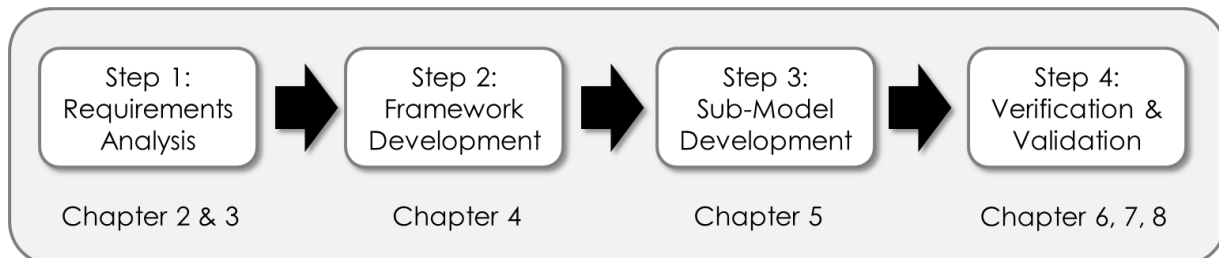 Step 1:
Requirements
Analysis
Step 2:
Framework
Development
Step 3:
Sub-Model
Development
Step 4:
Verification &
Validation
Chapter 2 & 3
Chapter 4
Chapter 5
Chapter 6, 7, 8